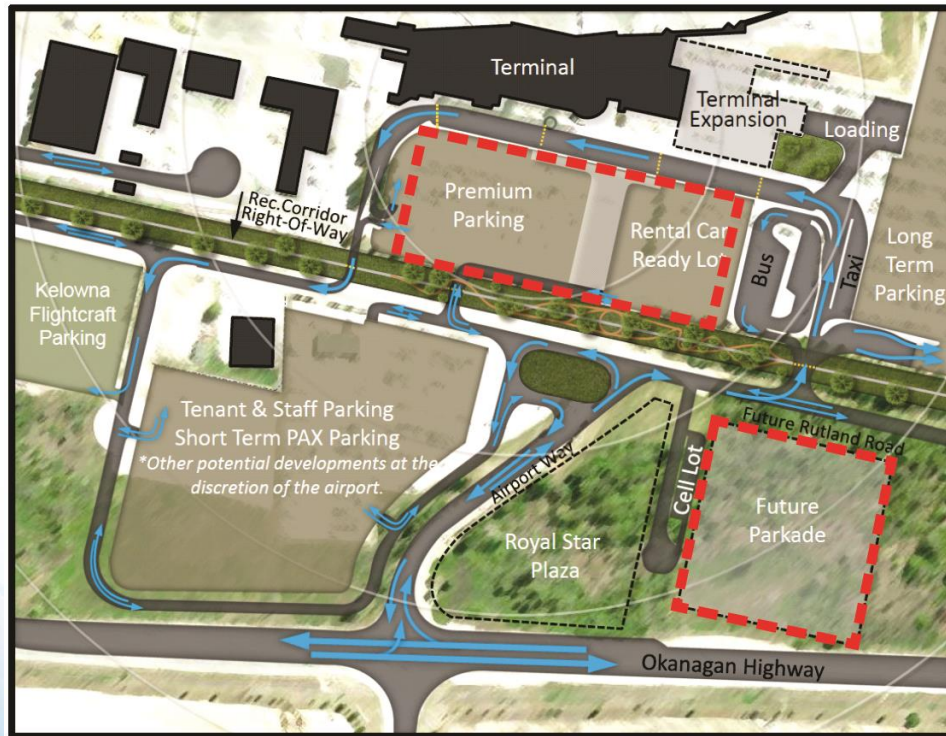 Terminal
Terminal
Expansion
Loading
Premium
Parking
Rec.Corridor
Right-Of-Way
Rental Car
Ready Lot
Bus
Taxi
Long
Term
Parking
Kelowna
Flightcraft
Parking
Tenant & Staff Parking
Short Term PAX Parking
*Other potential developments at the
discretion of the airport.
Airport Way
Future Rutland Road
Cell Lot
Royal Star
Plaza
Future
Parkade
Okanagan Highway